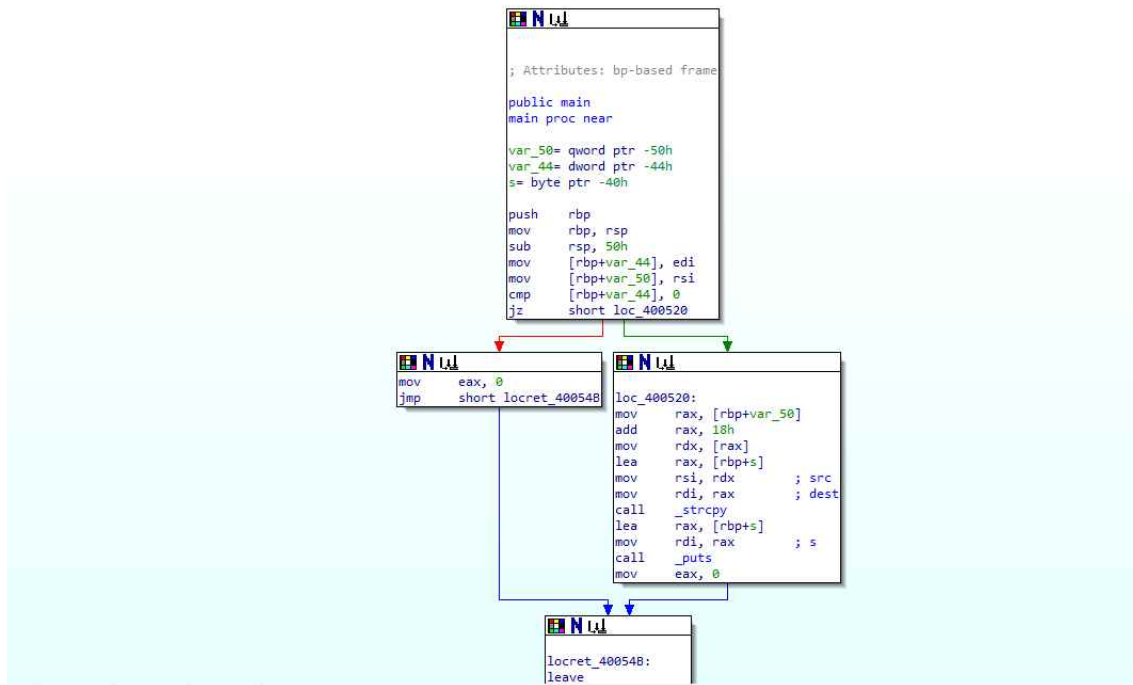 ; Attributes: bp-based frame
public main
main proc near
var_50= qword ptr -50h
var_44= dword ptr -44h
s= byte ptr -40h
push rbp
mov rbp, rsp
sub rsp, 50h
mov [rbp+var_44], edi
mov [rbp+var_50], rsi
cmp [rbp+var_44], 0
jz short loc_400520
mov eax, 0
jmp short locret_40054B
loc_400520:
mov rax, [rbp+var_50]
add rax, 18h
mov rdx, [rax]
lea rax, [rbp+s]
mov rsi, rdx ; src
mov rdi, rax ; dest
call _strcpy
lea rax, [rbp+s]
mov rdi, rax ; s
call _puts
mov eax, 0
locret_40054B:
leave